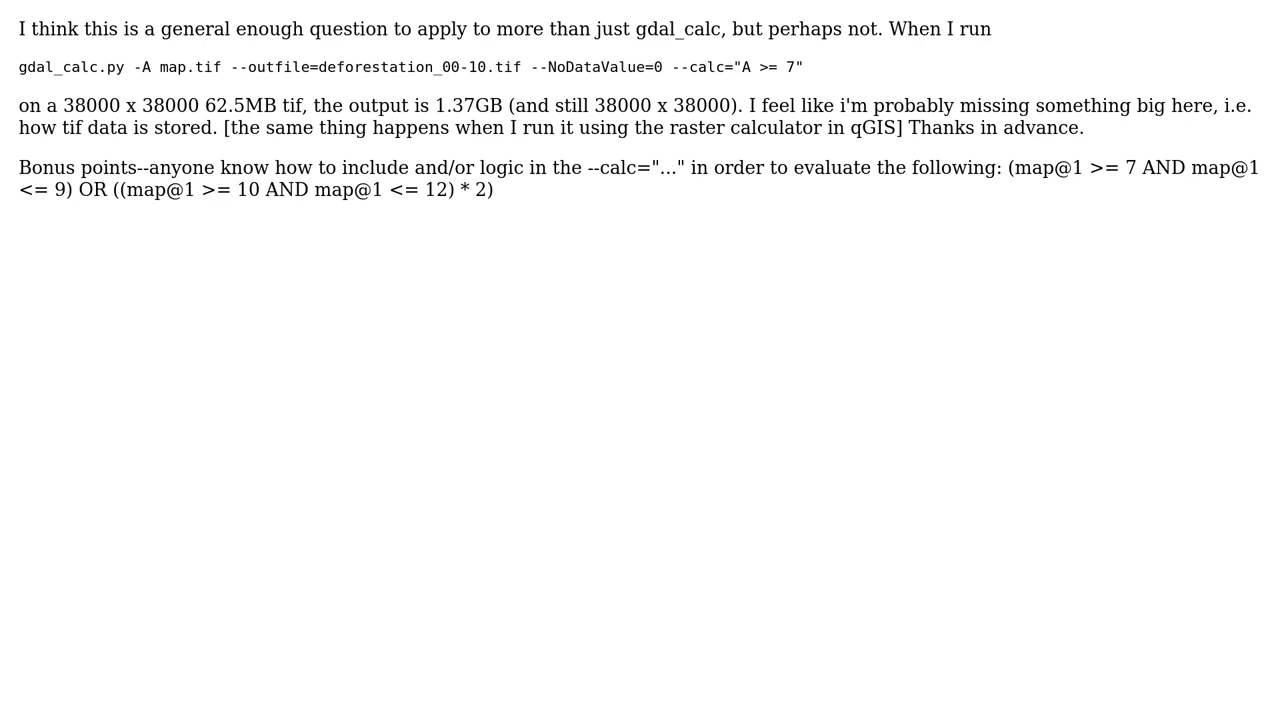 I think this is a general enough question to apply to more than just gdal_calc, but perhaps not. When I run
gdal_calc.py -A map.tif --outfile=deforestation_00-10.tif --NoDataValue=0 --calc="A >= 7"
on a 38000 x 38000 62.5MB tif, the output is 1.37GB (and still 38000 x 38000). I feel like i'm probably missing something big here, i.e.
how tif data is stored. [the same thing happens when I run it using the raster calculator in qGIS] Thanks in advance.
Bonus points--anyone know how to include and/or logic in the --calc="..." in order to evaluate the following: (map@1 >= 7 AND map@1
<= 9) OR ((map@1 >= 10 AND map@1 <= 12) * 2)